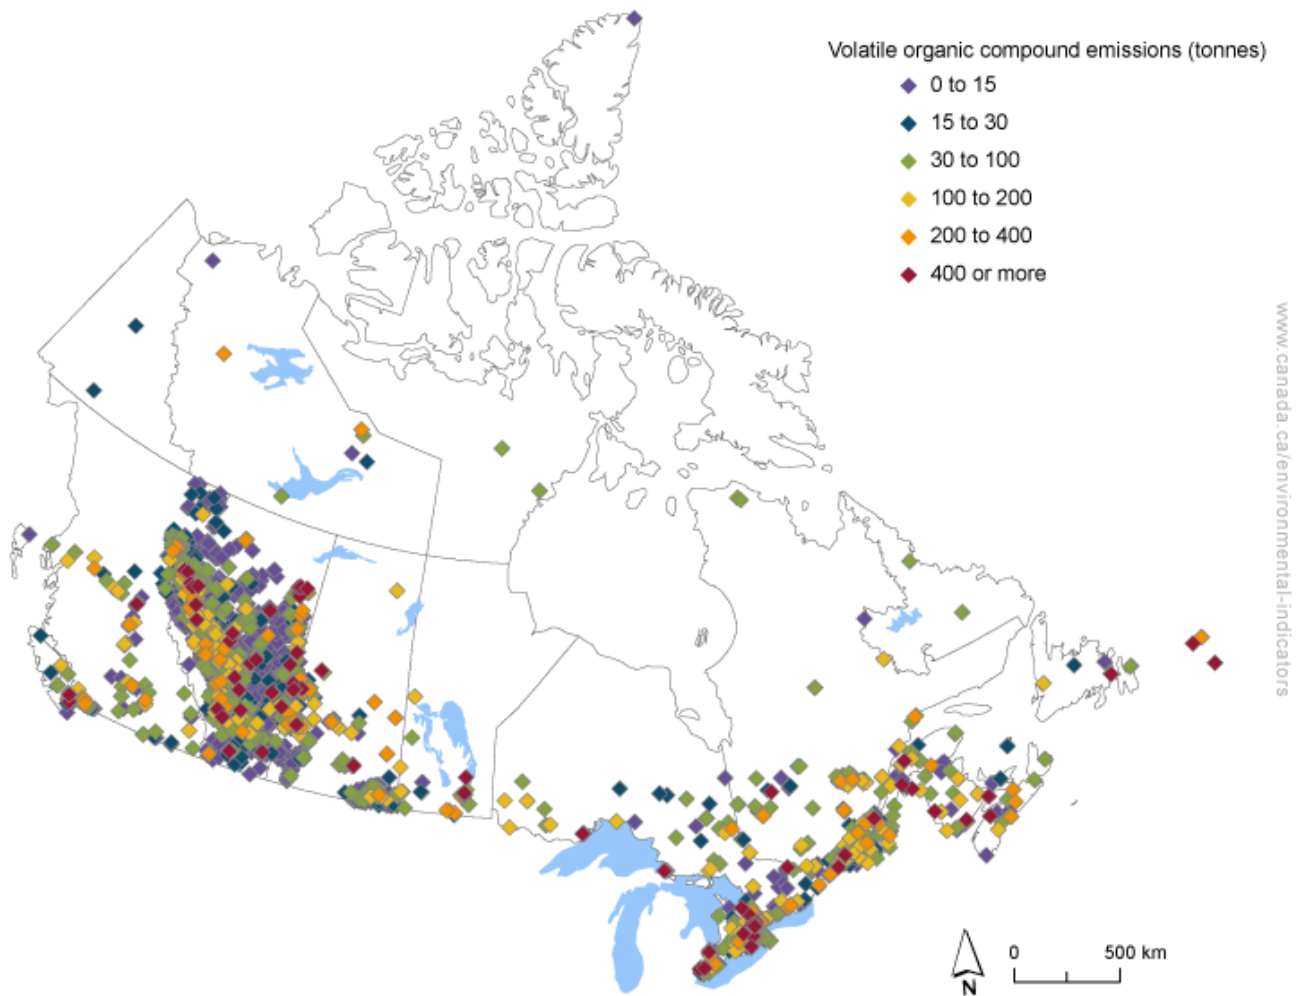 Volatile organic compound emissions (tonnes)
0 to 15
15 to 30
30 to 100
100 to 200
200 to 400
400 or more
www.canada.ca/environmental-indicators
0 500 km
N